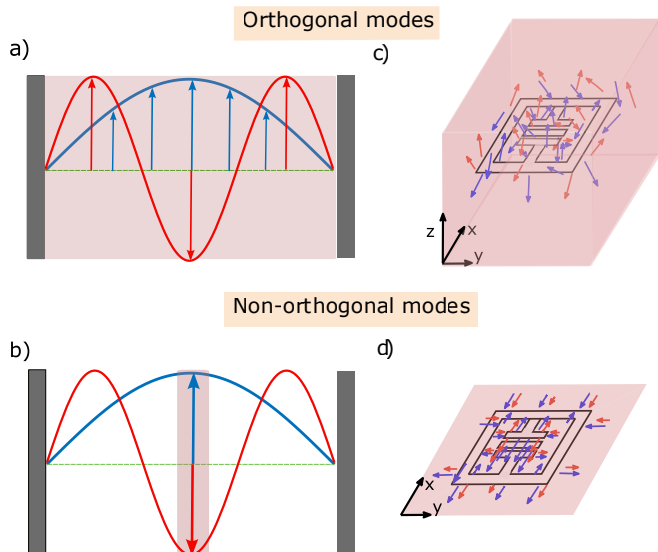 Orthogonal modes
a)
c)
z
x
y
Non-orthogonal modes
b)
d)
x
y